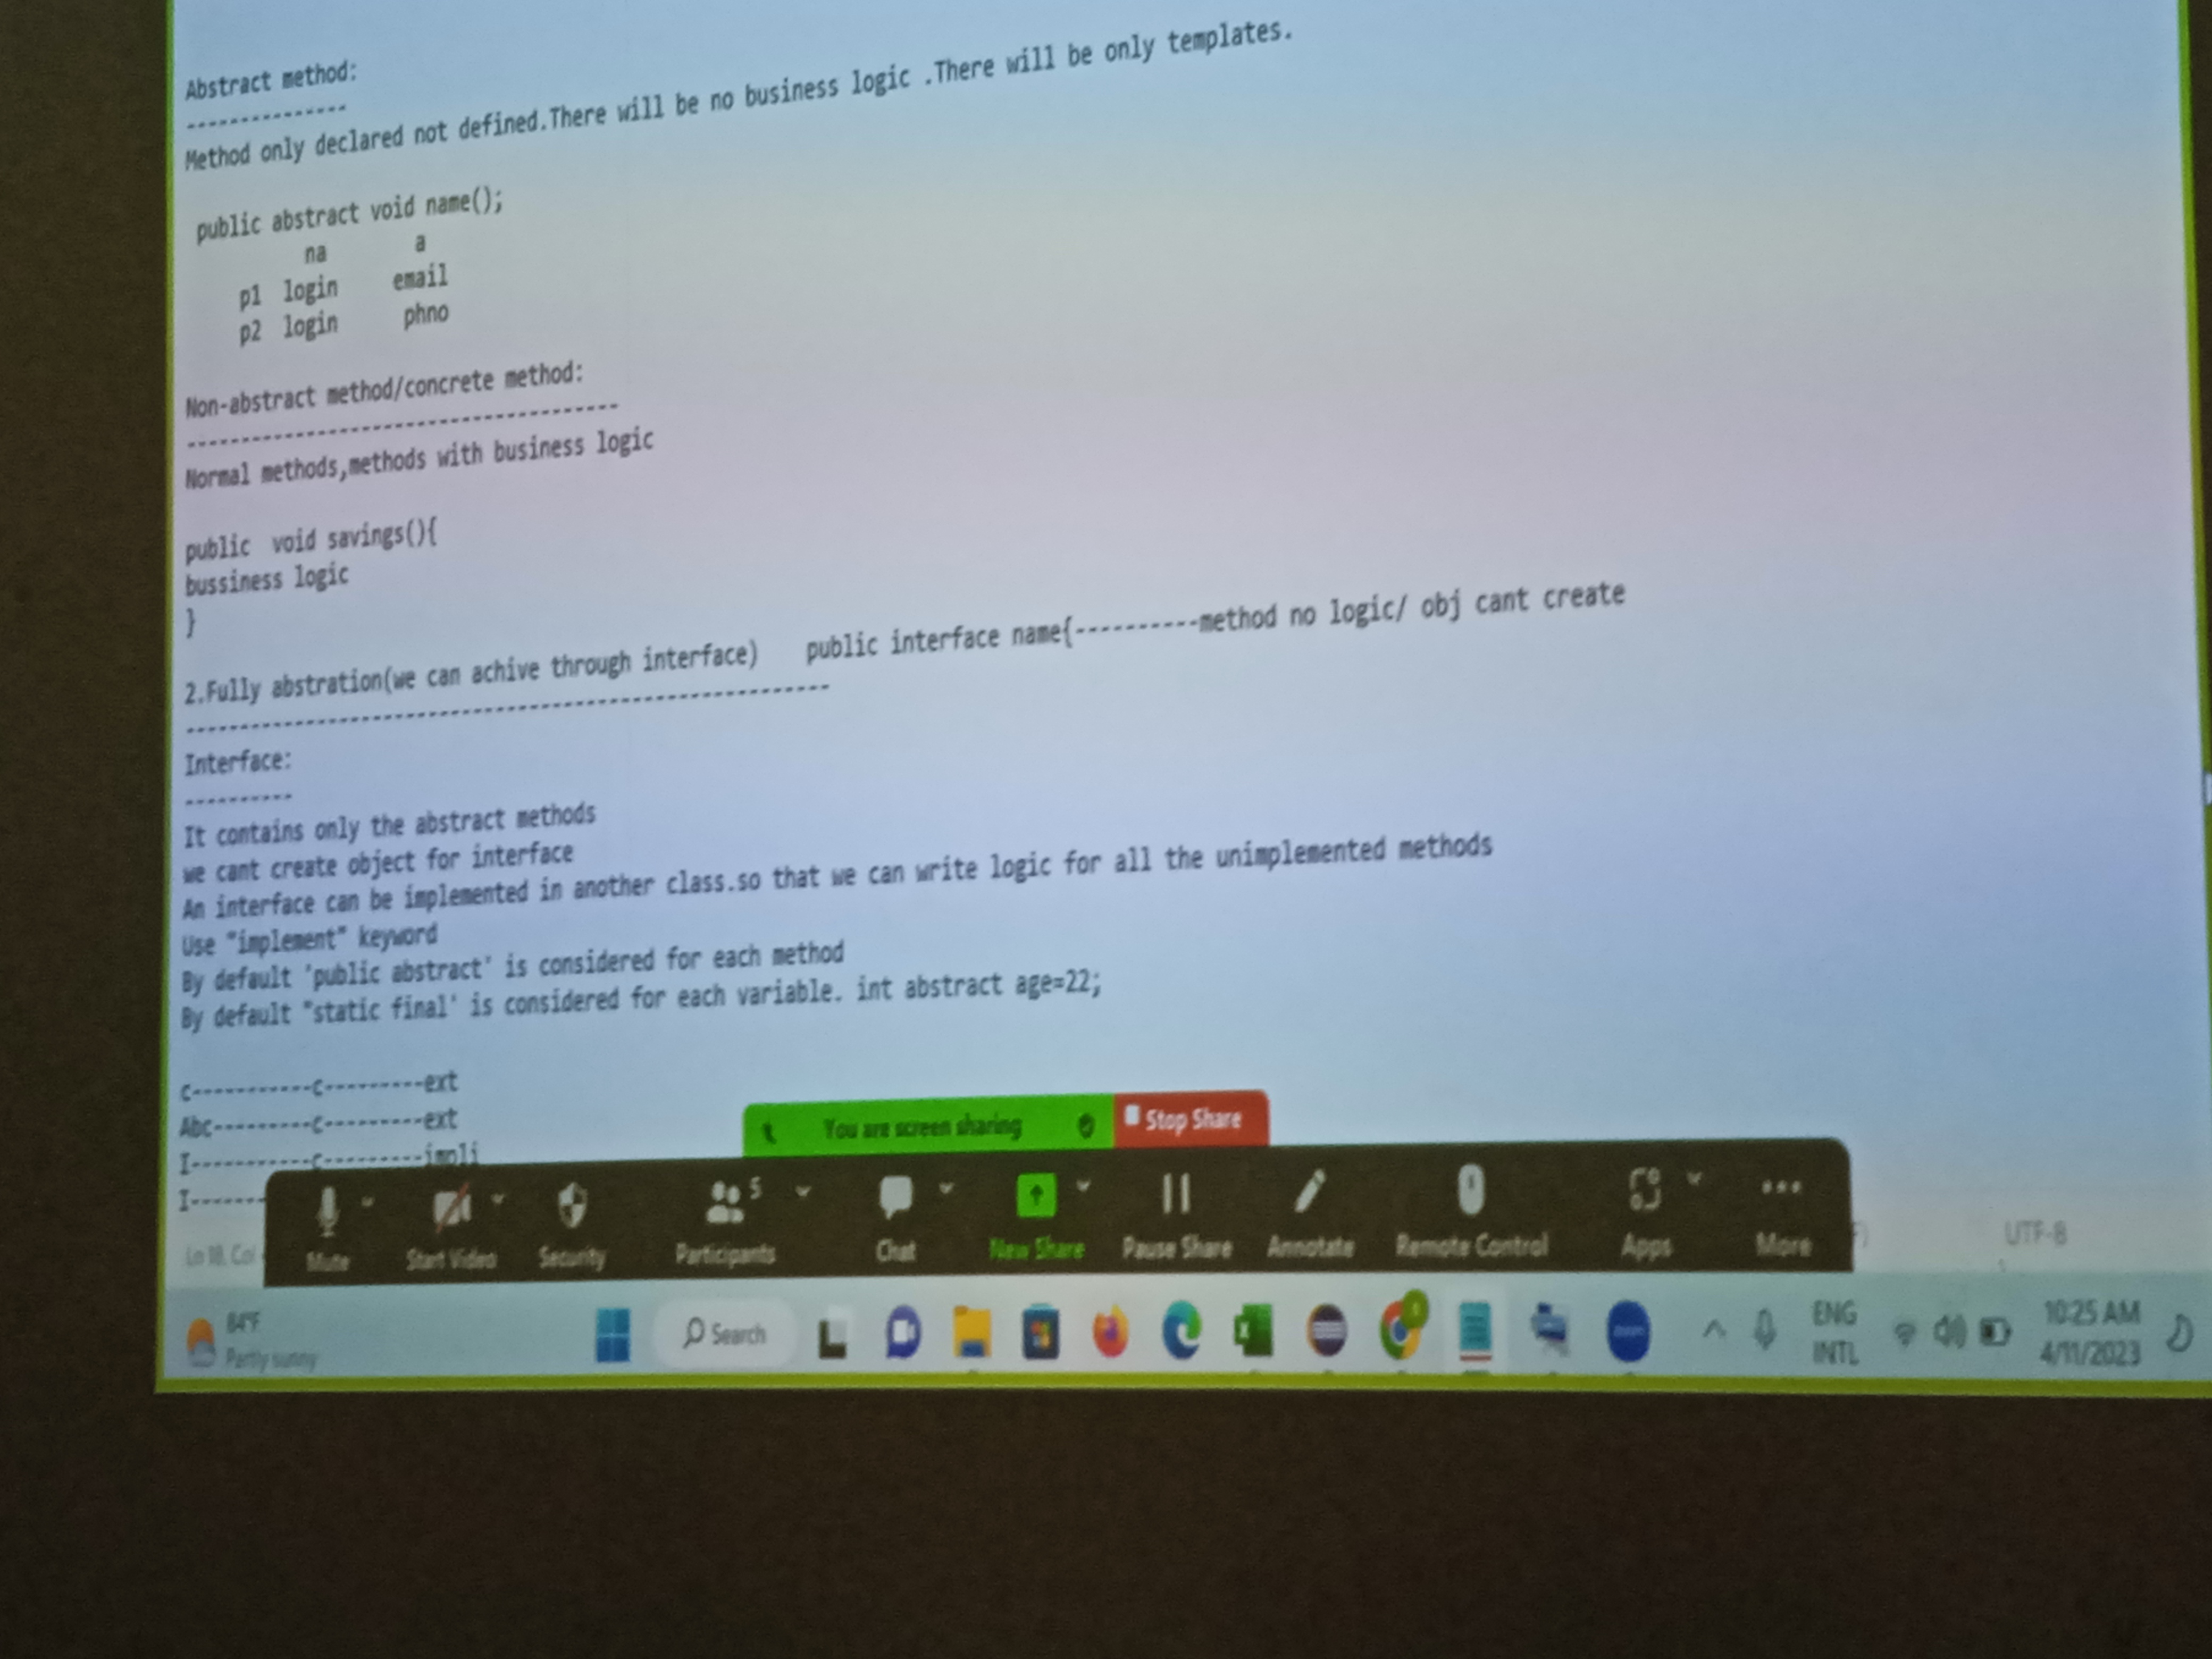 Abstract method:
---------------
Method only declared not defined.There will be no business logic .There will be only templates.
public abstract void name();
na a
p1 login email
p2 login phno
Non-abstract method/concrete method:
----------------------------------------
Normal methods,methods with business logic
public void savings(){
bussiness logic
}
2.Fully abstration(we can achive through interface) public interface name{----------method no logic/ obj cant create
------------------------------------------------------------
Interface:
----------
It contains only the abstract methods
we cant create object for interface
An interface can be implemented in another class.so that we can write logic for all the unimplemented methods
Use "implement" keyword
By default 'public abstract' is considered for each method
By default "static final' is considered for each variable. int abstract age=22;
c-----------c---------ext
Abc---------c---------ext
I-----------c---------impli
I-------
You are screen sharing Stop Share
5
Mute Start Video Security Participants Chat New Share Pause Share Annotate Remote Control Apps More
UTF-8
84°F
Partly sunny
Search
ENG
INTL
10:25 AM
4/11/2023